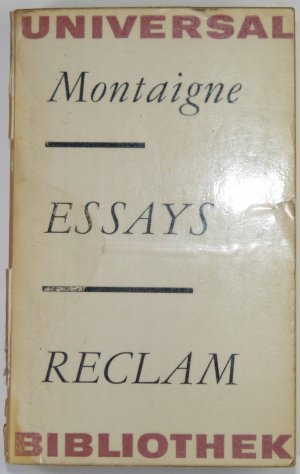 UNIVERSAL
Montaigne
ESSAYS
RECLAM
BIBLIOTHEK